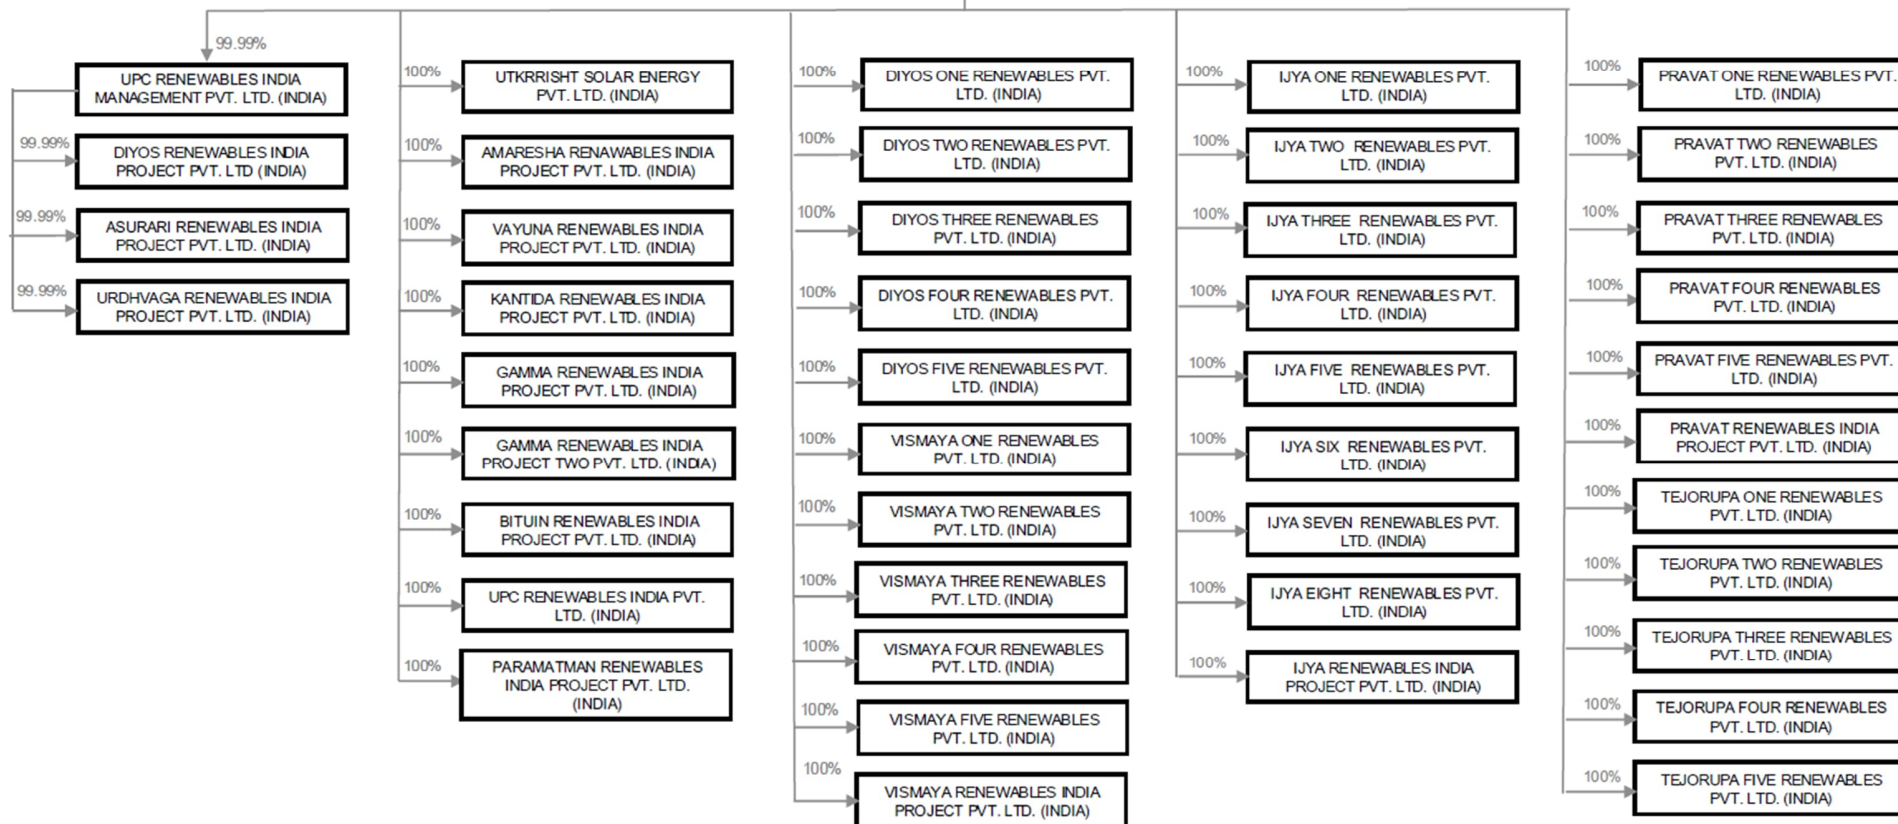 99.99%
UPC RENEWABLES INDIA
MANAGEMENT PVT. LTD. (INDIA)
99.99%
DIYOS RENEWABLES INDIA
PROJECT PVT. LTD (INDIA)
99.99%
ASURARI RENEWABLES INDIA
PROJECT PVT. LTD. (INDIA)
99.99%
URDHVAGA RENEWABLES INDIA
PROJECT PVT. LTD. (INDIA)
100%
UTKRRISHT SOLAR ENERGY
PVT. LTD. (INDIA)
100%
AMARESHA RENAWABLES INDIA
PROJECT PVT. LTD. (INDIA)
100%
VAYUNA RENEWABLES INDIA
PROJECT PVT. LTD. (INDIA)
100%
KANTIDA RENEWABLES INDIA
PROJECT PVT. LTD. (INDIA)
100%
GAMMA RENEWABLES INDIA
PROJECT PVT. LTD. (INDIA)
100%
GAMMA RENEWABLES INDIA
PROJECT TWO PVT. LTD. (INDIA)
100%
BITUIN RENEWABLES INDIA
PROJECT PVT. LTD. (INDIA)
100%
UPC RENEWABLES INDIA PVT.
LTD. (INDIA)
100%
PARAMATMAN RENEWABLES
INDIA PROJECT PVT. LTD.
(INDIA)
100%
DIYOS ONE RENEWABLES PVT.
LTD. (INDIA)
100%
DIYOS TWO RENEWABLES PVT.
LTD. (INDIA)
100%
DIYOS THREE RENEWABLES
PVT. LTD. (INDIA)
100%
DIYOS FOUR RENEWABLES PVT.
LTD. (INDIA)
100%
DIYOS FIVE RENEWABLES PVT.
LTD. (INDIA)
100%
VISMAYA ONE RENEWABLES
PVT. LTD. (INDIA)
100%
VISMAYA TWO RENEWABLES
PVT. LTD. (INDIA)
100%
VISMAYA THREE RENEWABLES
PVT. LTD. (INDIA)
100%
VISMAYA FOUR RENEWABLES
PVT. LTD. (INDIA)
100%
VISMAYA FIVE RENEWABLES
PVT. LTD. (INDIA)
100%
VISMAYA RENEWABLES INDIA
PROJECT PVT. LTD. (INDIA)
100%
IJYA ONE RENEWABLES PVT.
LTD. (INDIA)
100%
IJYA TWO RENEWABLES PVT.
LTD. (INDIA)
100%
IJYA THREE RENEWABLES PVT.
LTD. (INDIA)
100%
IJYA FOUR RENEWABLES PVT.
LTD. (INDIA)
100%
IJYA FIVE RENEWABLES PVT.
LTD. (INDIA)
100%
IJYA SIX RENEWABLES PVT.
LTD. (INDIA)
100%
IJYA SEVEN RENEWABLES PVT.
LTD. (INDIA)
100%
IJYA EIGHT RENEWABLES PVT.
LTD. (INDIA)
100%
IJYA RENEWABLES INDIA
PROJECT PVT. LTD. (INDIA)
100%
PRAVAT ONE RENEWABLES PVT.
LTD. (INDIA)
100%
PRAVAT TWO RENEWABLES
PVT. LTD. (INDIA)
100%
PRAVAT THREE RENEWABLES
PVT. LTD. (INDIA)
100%
PRAVAT FOUR RENEWABLES
PVT. LTD. (INDIA)
100%
PRAVAT FIVE RENEWABLES PVT.
LTD. (INDIA)
100%
PRAVAT RENEWABLES INDIA
PROJECT PVT. LTD. (INDIA)
100%
TEJORUPA ONE RENEWABLES
PVT. LTD. (INDIA)
100%
TEJORUPA TWO RENEWABLES
PVT. LTD. (INDIA)
100%
TEJORUPA THREE RENEWABLES
PVT. LTD. (INDIA)
100%
TEJORUPA FOUR RENEWABLES
PVT. LTD. (INDIA)
100%
TEJORUPA FIVE RENEWABLES
PVT. LTD. (INDIA)